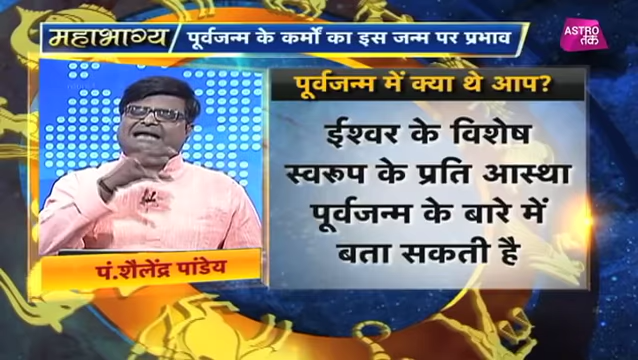 महाभाग्य
पूर्वजन्म के कर्मों का इस जन्म पर प्रभाव
ASTRO
तक
पूर्वजन्म में क्या थे आप?
ईश्वर के विशेष
स्वरूप के प्रति आस्था
पूर्वजन्म के बारे में
बता सकती है
पं.शैलेंद्र पांडेय